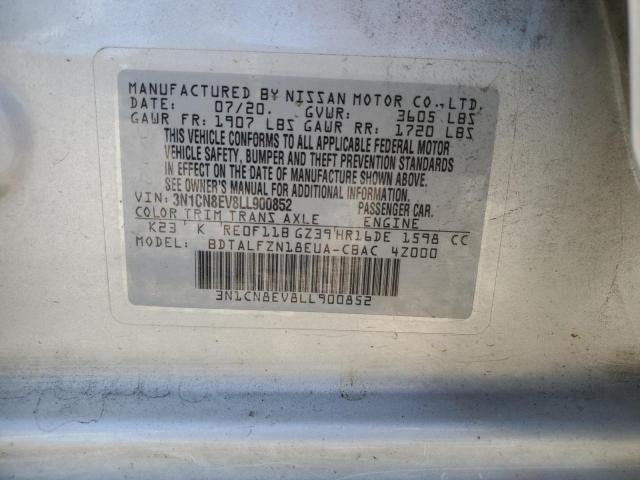 MANUFACTURED BY NISSAN MOTOR CO.,LTD.
DATE: 07/20. GVWR: 3605 LBS
GAWR FR: 1907 LBS GAWR RR: 1720 LBS
THIS VEHICLE CONFORMS TO ALL APPLICABLE FEDERAL MOTOR
VEHICLE SAFETY, BUMPER AND THEFT PREVENTION STANDARDS
IN EFFECT ON THE DATE OF MANUFACTURE SHOWN ABOVE.
SEE OWNER'S MANUAL FOR ADDITIONAL INFORMATION.
VIN: 3N1CN8EV8LL900852 PASSENGER CAR.
COLOR TRIM TRANS AXLE ENGINE
K23 ' K RE0F11B GZ39'HR16DE 1598 CC
MODEL: BDTALFZN18EUA-CBAC 4Z000
3N1CN8EV8LL900852